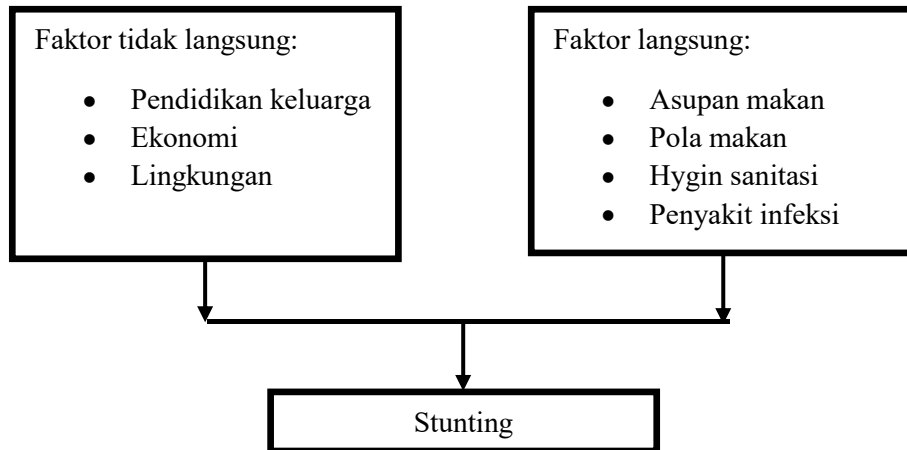 Faktor tidak langsung:
• Pendidikan keluarga
• Ekonomi
• Lingkungan
Faktor langsung:
• Asupan makan
• Pola makan
• Hygin sanitasi
• Penyakit infeksi
Stunting